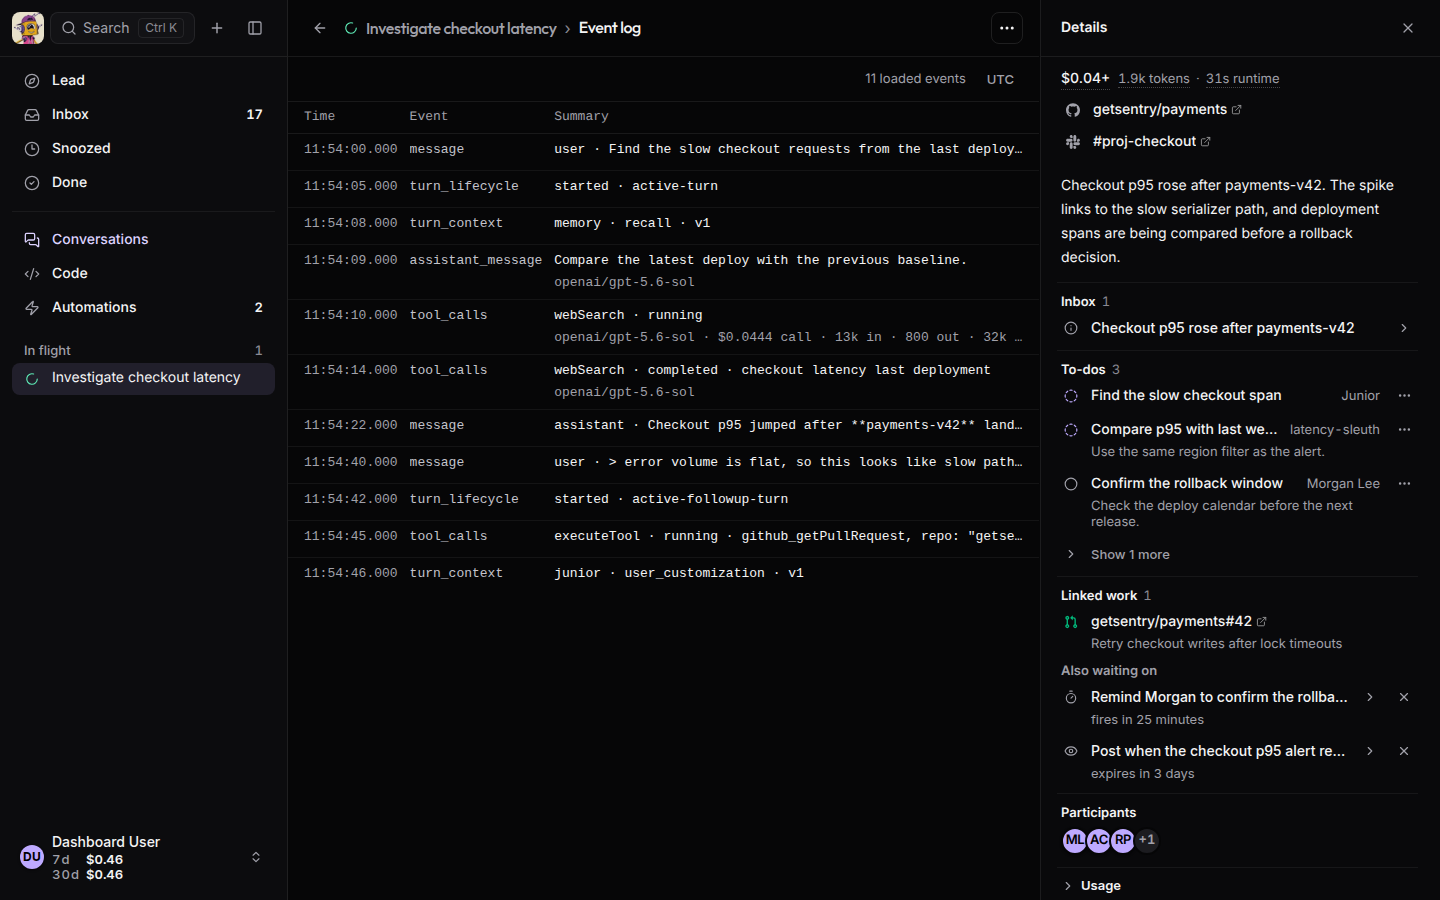 Search Ctrl K
Lead
Inbox 17
Snoozed
Done
Conversations
Code
Automations 2
In flight 1
Investigate checkout latency
Dashboard User
DU
7d $0.46
30d $0.46
Investigate checkout latency › Event log
11 loaded events UTC
Time Event Summary
11:54:00.000 message user · Find the slow checkout requests from the last deploy…
11:54:05.000 turn_lifecycle started · active-turn
11:54:08.000 turn_context memory · recall · v1
11:54:09.000 assistant_message Compare the latest deploy with the previous baseline.
openai/gpt-5.6-sol
11:54:10.000 tool_calls webSearch · running
openai/gpt-5.6-sol · $0.0444 call · 13k in · 800 out · 32k …
11:54:14.000 tool_calls webSearch · completed · checkout latency last deployment
openai/gpt-5.6-sol
11:54:22.000 message assistant · Checkout p95 jumped after **payments-v42** land…
11:54:40.000 message user · > error volume is flat, so this looks like slow path…
11:54:42.000 turn_lifecycle started · active-followup-turn
11:54:45.000 tool_calls executeTool · running · github_getPullRequest, repo: "getse…
11:54:46.000 turn_context junior · user_customization · v1
Details
$0.04+ 1.9k tokens · 31s runtime
getsentry/payments
#proj-checkout
Checkout p95 rose after payments-v42. The spike
links to the slow serializer path, and deployment
spans are being compared before a rollback
decision.
Inbox 1
Checkout p95 rose after payments-v42
To-dos 3
Find the slow checkout span Junior
Compare p95 with last we... latency-sleuth
Use the same region filter as the alert.
Confirm the rollback window Morgan Lee
Check the deploy calendar before the next
release.
Show 1 more
Linked work 1
getsentry/payments#42
Retry checkout writes after lock timeouts
Also waiting on
Remind Morgan to confirm the rollba...
fires in 25 minutes
Post when the checkout p95 alert re...
expires in 3 days
Participants
ML AC RP +1
Usage